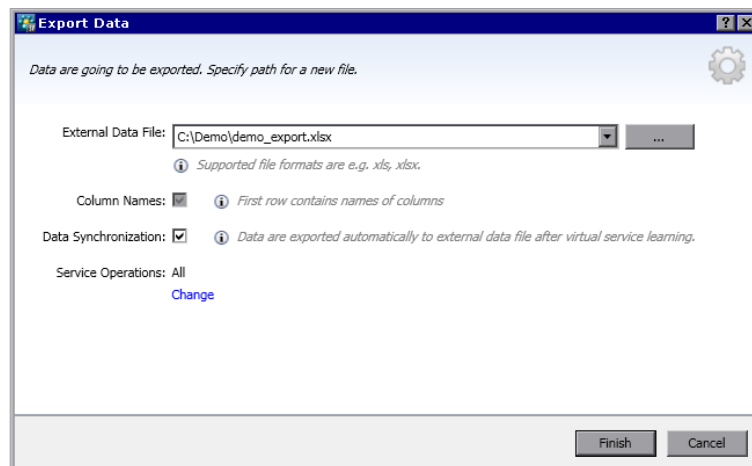 Export Data
Data are going to be exported. Specify path for a new file.
External Data File: C:\Demo\demo_export.xlsx ...
Supported file formats are e.g. xls, xlsx.
Column Names: First row contains names of columns
Data Synchronization: Data are exported automatically to external data file after virtual service learning.
Service Operations: All
Change
Finish Cancel